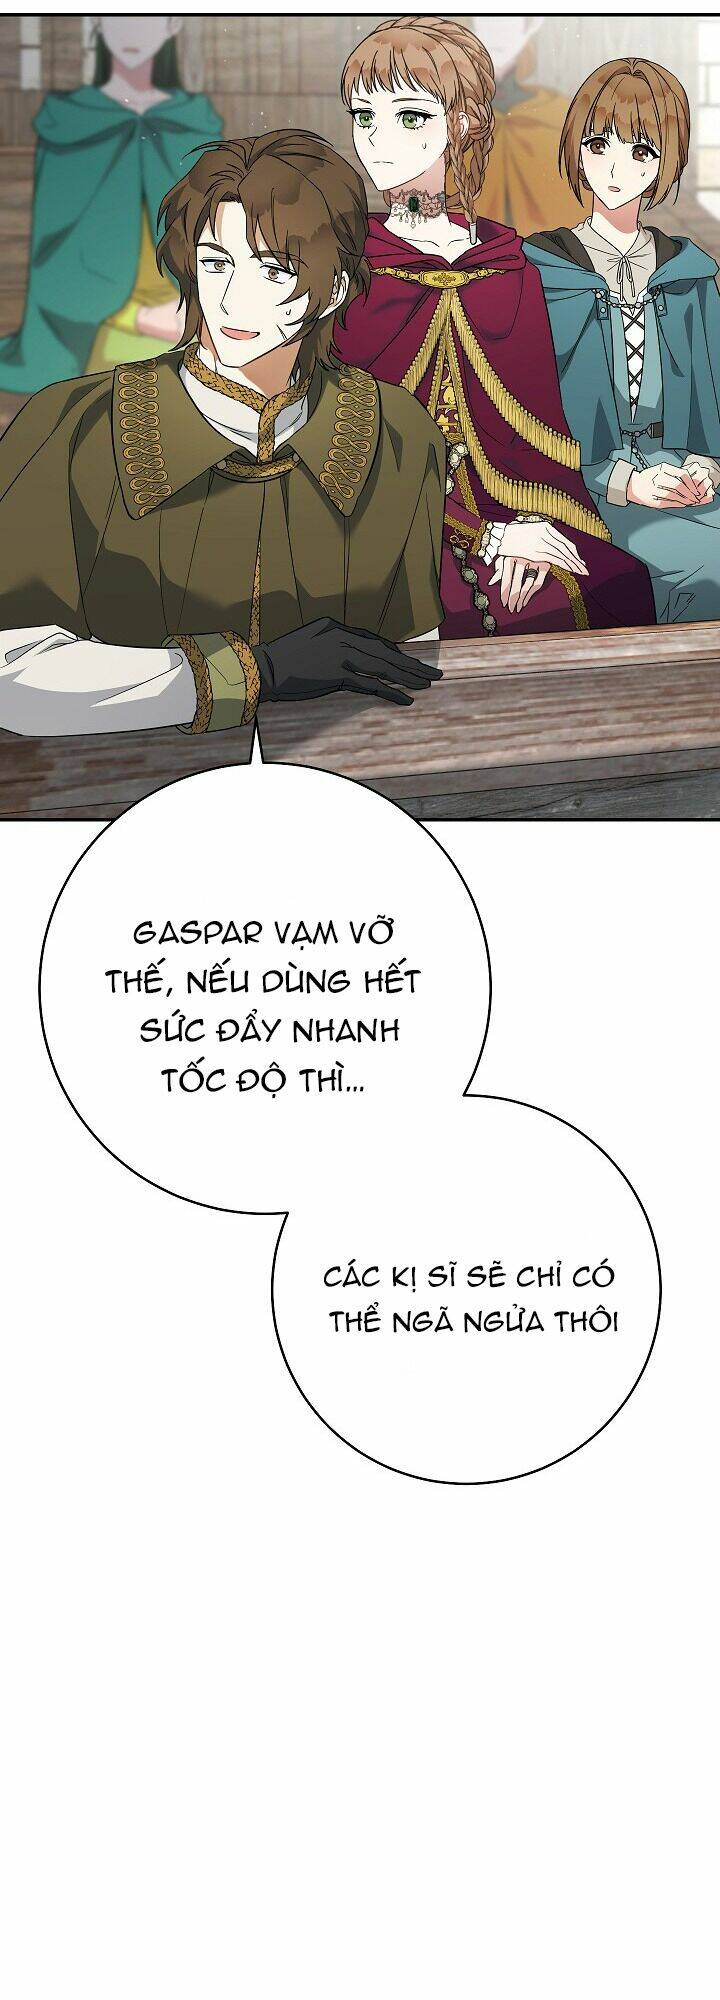 GASPAR VẠM VỠ
THẾ, NẾU DÙNG HẾT
SỨC ĐẨY NHANH
TỐC ĐỘ THÌ...
CÁC KỊ SĨ SẼ CHỈ CÓ
THỂ NGÃ NGỬA THÔI